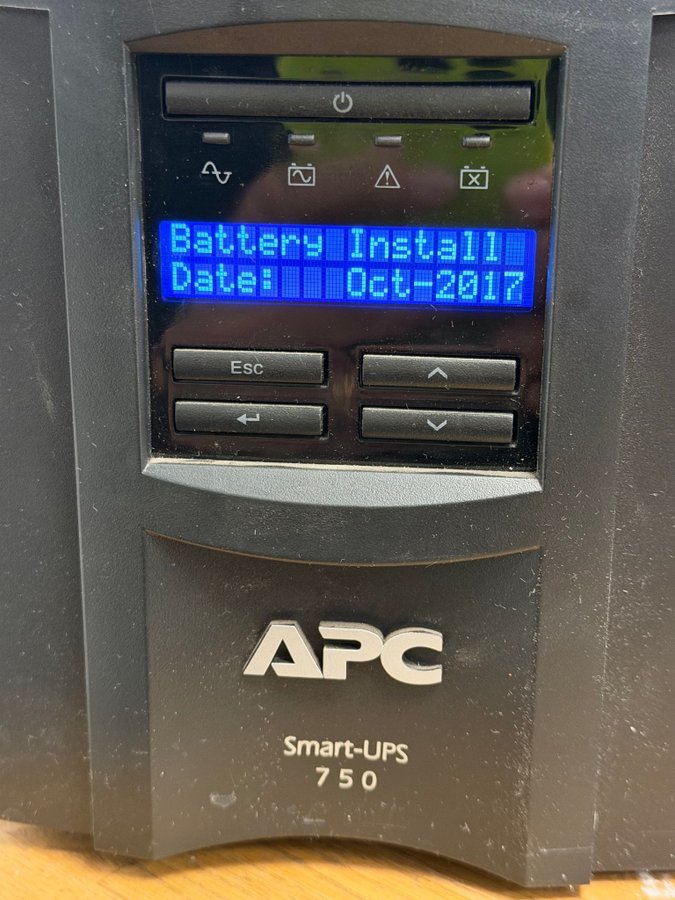 Battery Install
Date: Oct-2017
Esc
APC
Smart-UPS
750